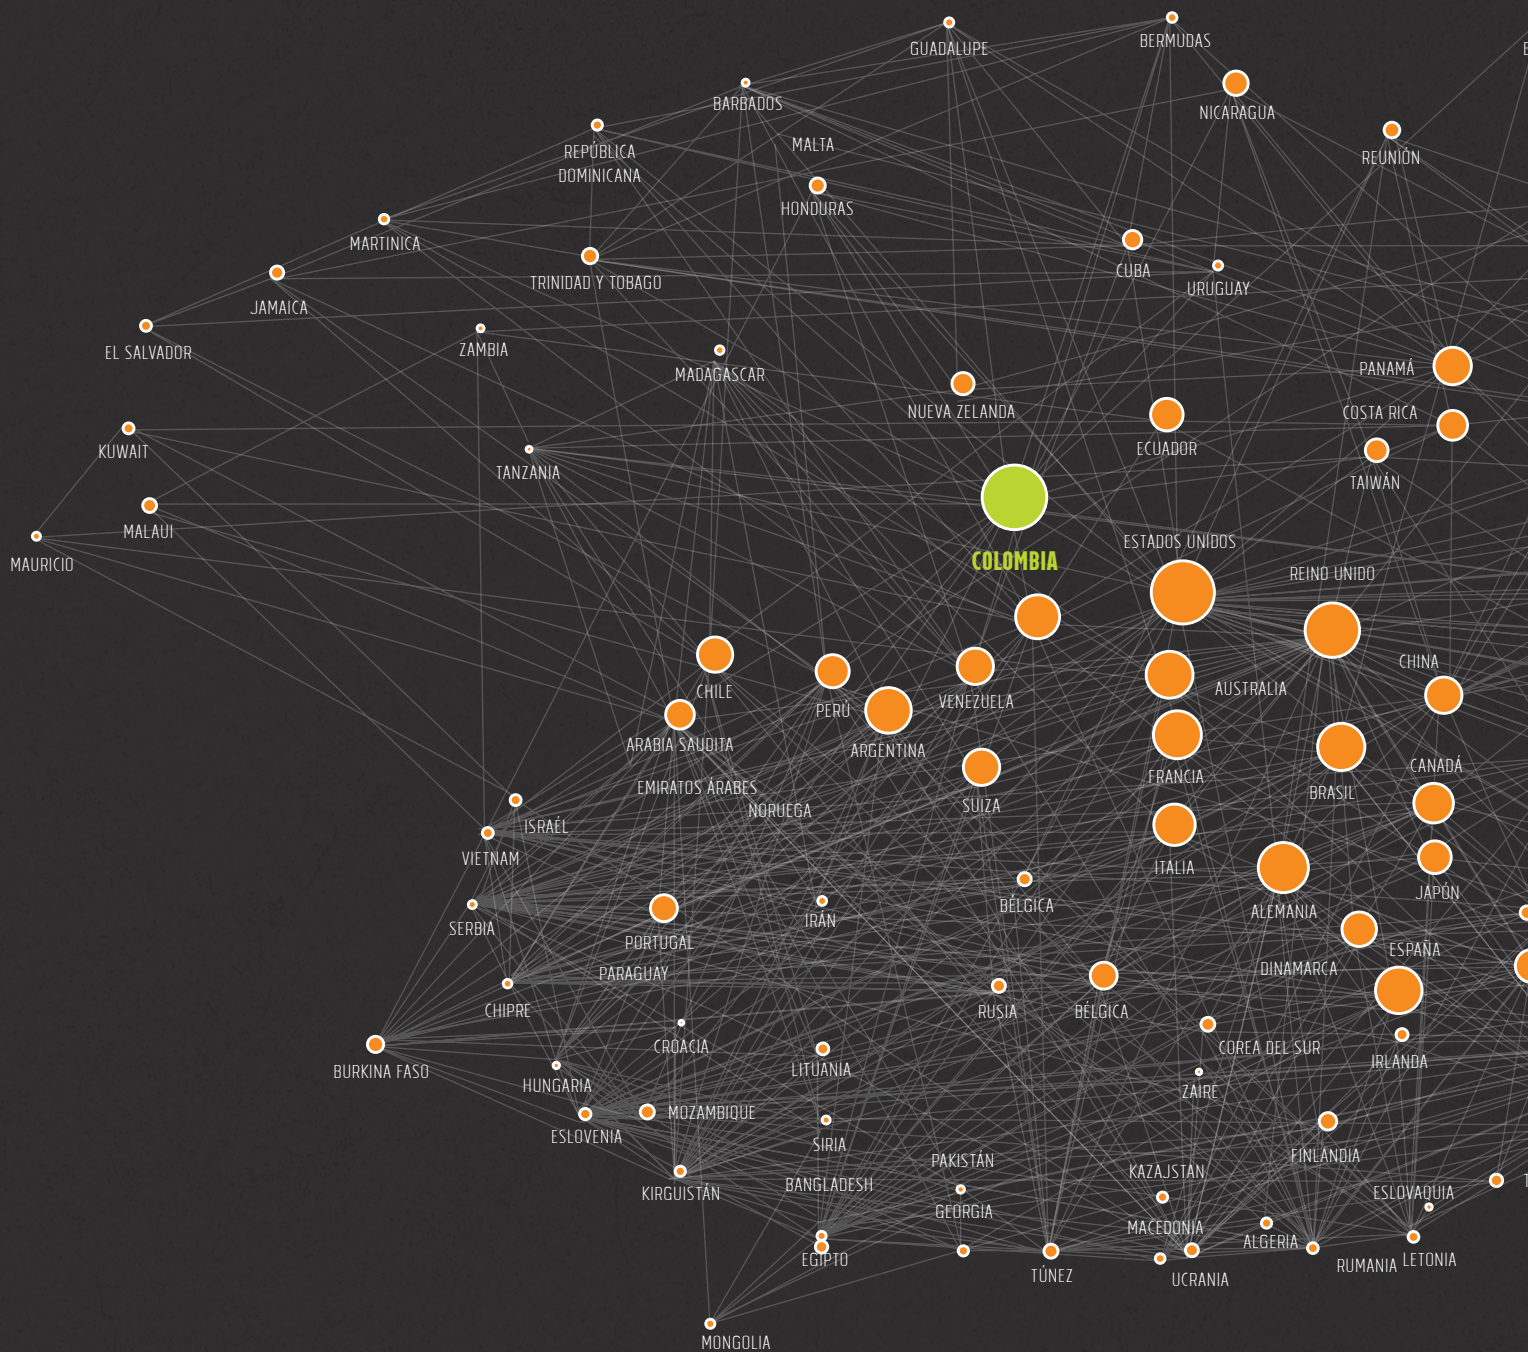 GUADALUPE
BERMUDAS
BARBADOS
NICARAGUA
MALTA
REPÚBLICA
DOMINICANA
REUNIÓN
HONDURAS
MARTINICA
CUBA
TRINIDAD Y TOBAGO
URUGUAY
JAMAICA
EL SALVADOR
ZAMBIA
MADAGASCAR
PANAMÁ
NUEVA ZELANDA
COSTA RICA
ECUADOR
KUWAIT
TANZANIA
TAIWÁN
MALAUI
ESTADOS UNIDOS
COLOMBIA
MAURICIO
REINO UNIDO
CHINA
CHILE
AUSTRALIA
VENEZUELA
PERÚ
ARABIA SAUDITA
ARGENTINA
CANADÁ
FRANCIA
EMIRATOS ÁRABES
BRASIL
SUIZA
NORUEGA
ISRAÉL
VIETNAM
ITALIA
JAPÓN
BÉLGICA
ALEMANIA
IRÁN
SERBIA
PORTUGAL
ESPAÑA
DINAMARCA
PARAGUAY
CHIPRE
RUSIA
BÉLGICA
CROACIA
COREA DEL SUR
IRLANDA
LITUANIA
BURKINA FASO
HUNGARIA
ZAIRE
MOZAMBIQUE
ESLOVENIA
SIRIA
FINLANDIA
PAKISTÁN
KAZAJSTÁN
BANGLADESH
KIRGUISTÁN
ESLOVAQUIA
GEORGIA
MACEDONIA
ALGERIA
EGIPTO
LETONIA
RUMANIA
TÚNEZ
UCRANIA
MONGOLIA